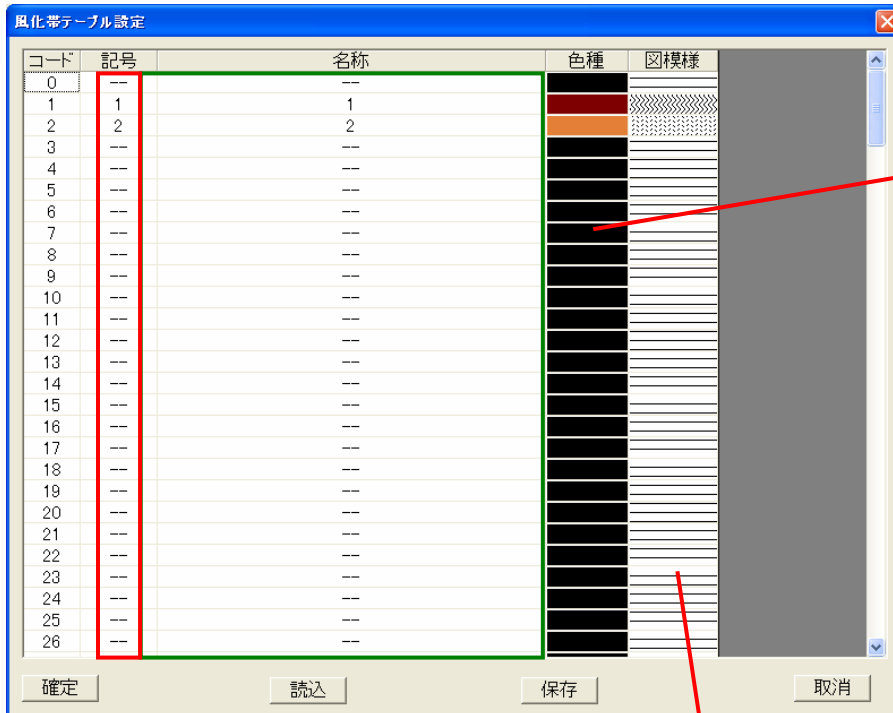 風化帯テーブル設定
コード 記号 名称 色種 図模様
0 -- --
1 1 1
2 2 2
3 -- --
4 -- --
5 -- --
6 -- --
7 -- --
8 -- --
9 -- --
10 -- --
11 -- --
12 -- --
13 -- --
14 -- --
15 -- --
16 -- --
17 -- --
18 -- --
19 -- --
20 -- --
21 -- --
22 -- --
23 -- --
24 -- --
25 -- --
26 -- --
確定 読込 保存 取消